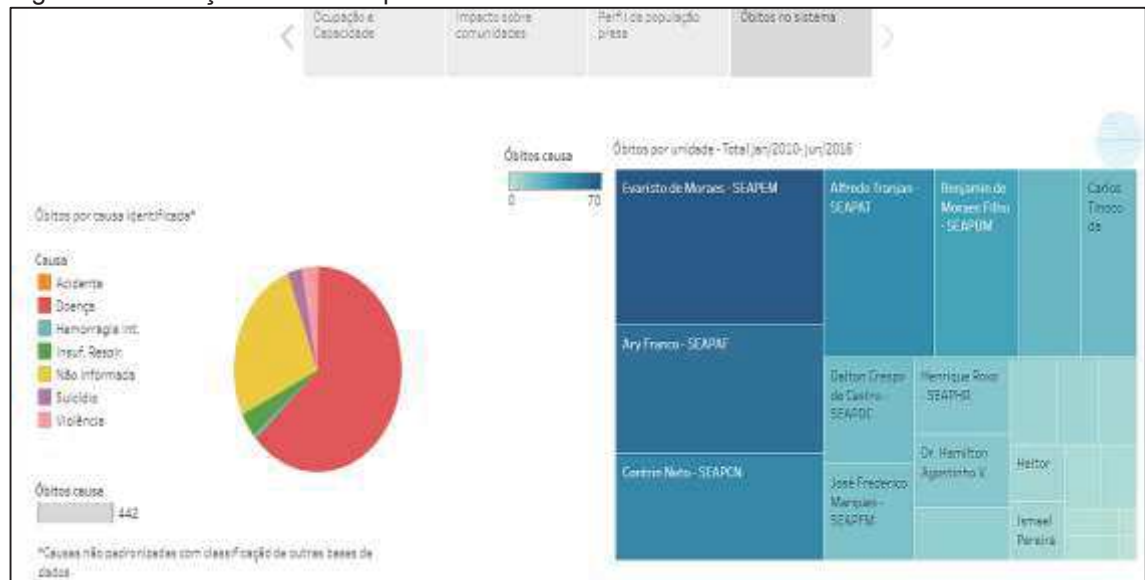 Ocupação e
Capacidade
Impacto sobre
comunidades
Perfil da população
presa
Óbitos no sistema
Óbitos por causa identificada*
Causa
Acidente
Doença
Hemorragia Int.
Insuf. Respir.
Não informada
Suicídio
Violência
Óbitos causa
442
*Causas não padronizadas com classificação de outras bases de
dados
Óbitos causa
0 70
Óbitos por unidade - Total jan/2010-jun/2016
Evaristo de Moraes - SEAPEM
Ary Franco - SEAPAF
Contrin Neto - SEAPCN
Alfredo Tranjan -
SEAPAT
Benjamin de
Moraes Filho
- SEAPBM
Carlos
Tinoco
da
Dalton Crespo
de Castro -
SEAPDC
Henrique Roxo
- SEAPHR
José Frederico
Marques -
SEAPFM
Dr. Hamilton
Agostinho V
Heitor
Ismael
Pereira